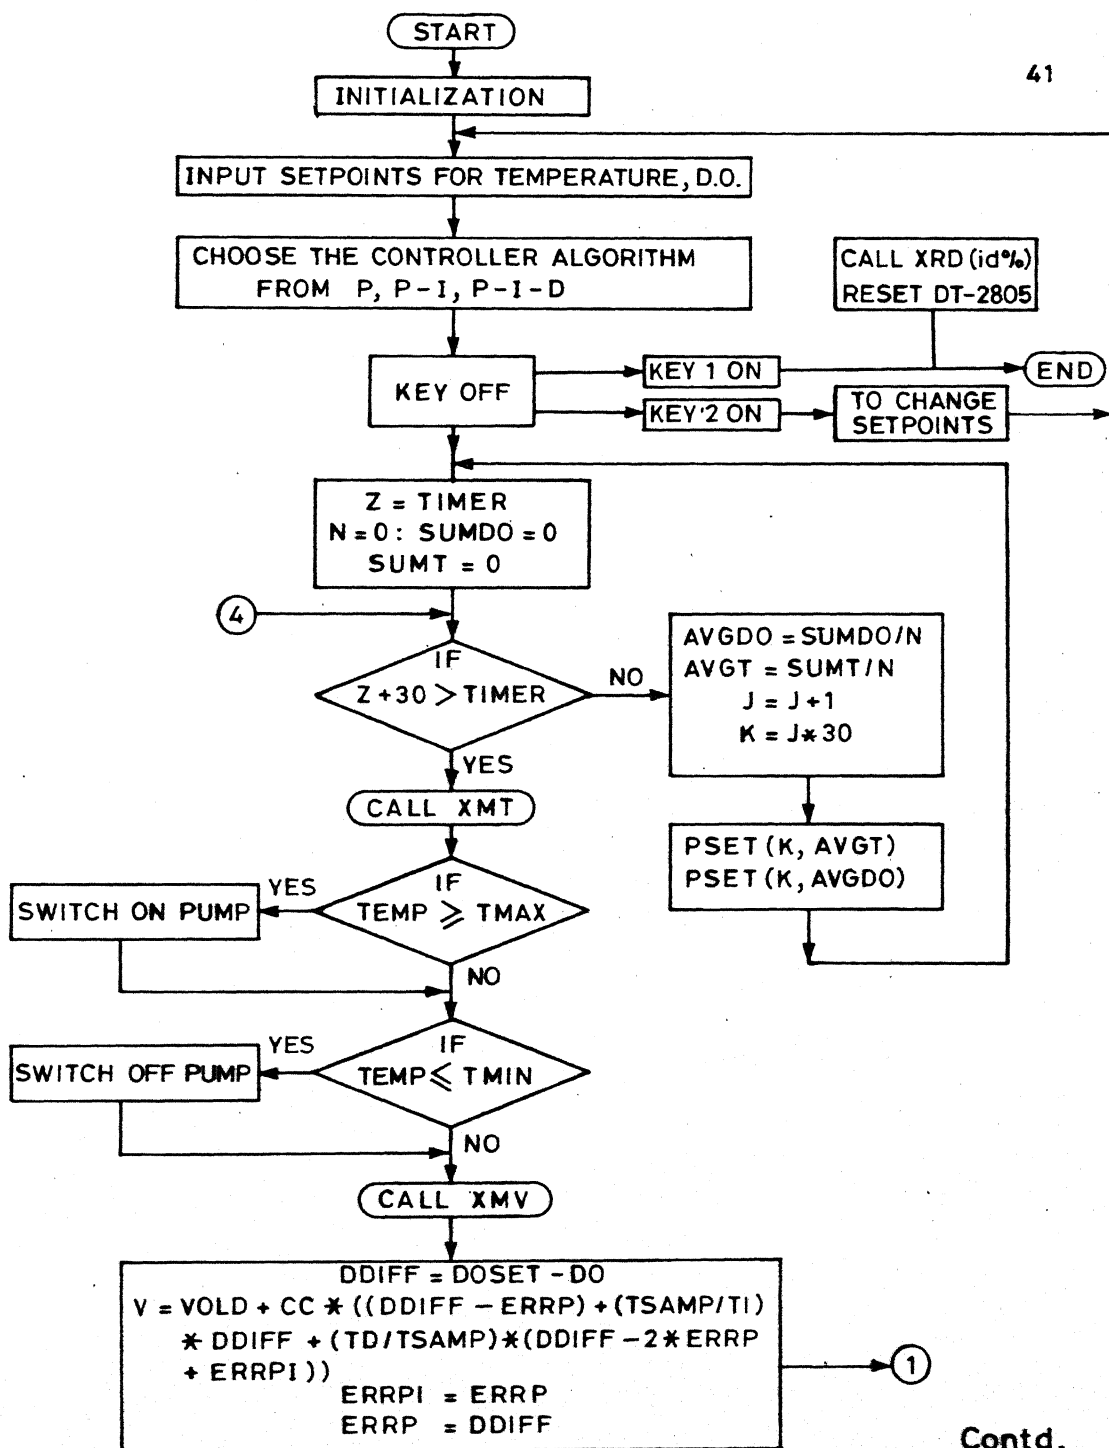 START
41
INITIALIZATION
INPUT SETPOINTS FOR TEMPERATURE, D.O.
CHOOSE THE CONTROLLER ALGORITHM
FROM P, P-I, P-I-D
CALL XRD (id%)
RESET DT-2805
KEY OFF
KEY 1 ON
END
KEY 2 ON
TO CHANGE
SETPOINTS
Z = TIMER
N = 0 : SUMDO = 0
SUMT = 0
4
IF
Z + 30 > TIMER
NO
AVGDO = SUMDO/N
AVGT = SUMT/N
J = J+1
K = J*30
YES
CALL XMT
PSET (K, AVGT)
PSET (K, AVGDO)
IF
TEMP ⩾ TMAX
YES
SWITCH ON PUMP
NO
IF
TEMP ⩽ TMIN
YES
SWITCH OFF PUMP
NO
CALL XMV
DDIFF = DOSET - DO
V = VOLD + CC * ((DDIFF - ERRP) + (TSAMP/TI)
* DDIFF + (TD/TSAMP)*(DDIFF - 2*ERRP
+ ERRPI))
ERRPI = ERRP
ERRP = DDIFF
1
Contd.